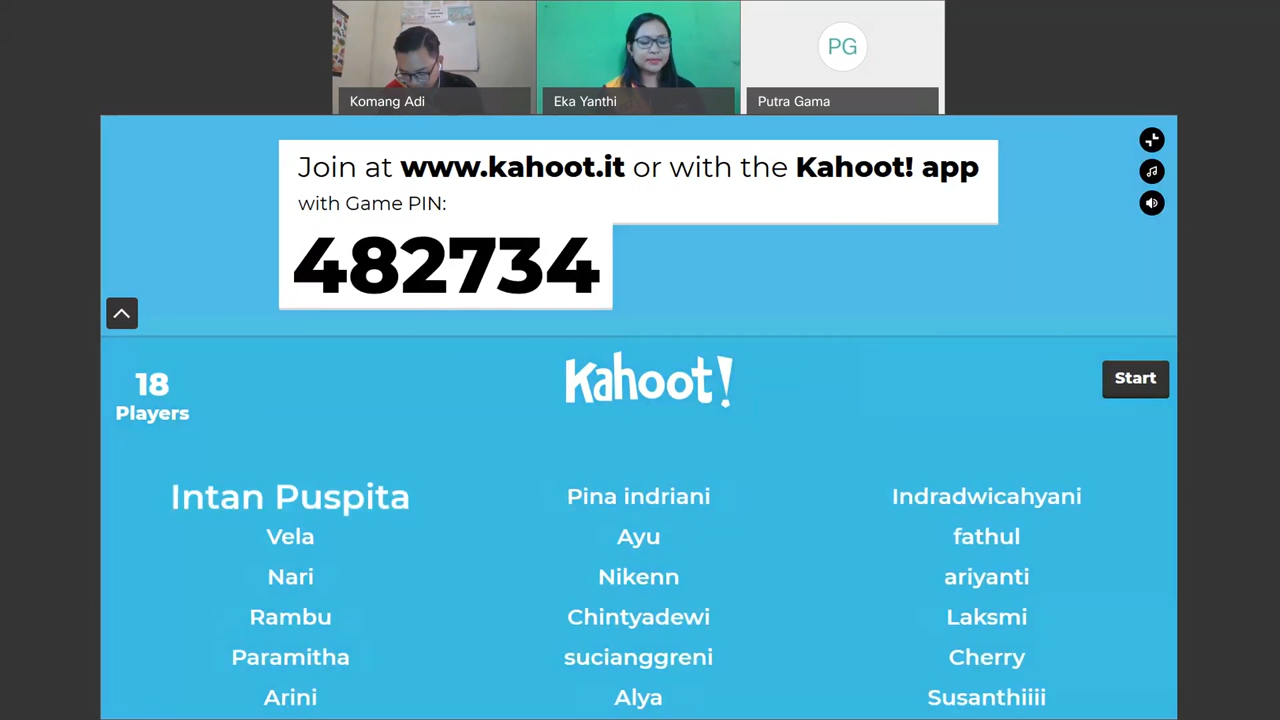 Komang Adi
Eka Yanthi
PG
Putra Gama
Join at www.kahoot.it or with the Kahoot! app
with Game PIN:
482734
18
Players
Kahoot!
Start
Intan Puspita
Pina indriani
Indradwicahyani
Vela
Ayu
fathul
Nari
Nikenn
ariyanti
Rambu
Chintyadewi
Laksmi
Paramitha
sucianggreni
Cherry
Arini
Alya
Susanthiiii